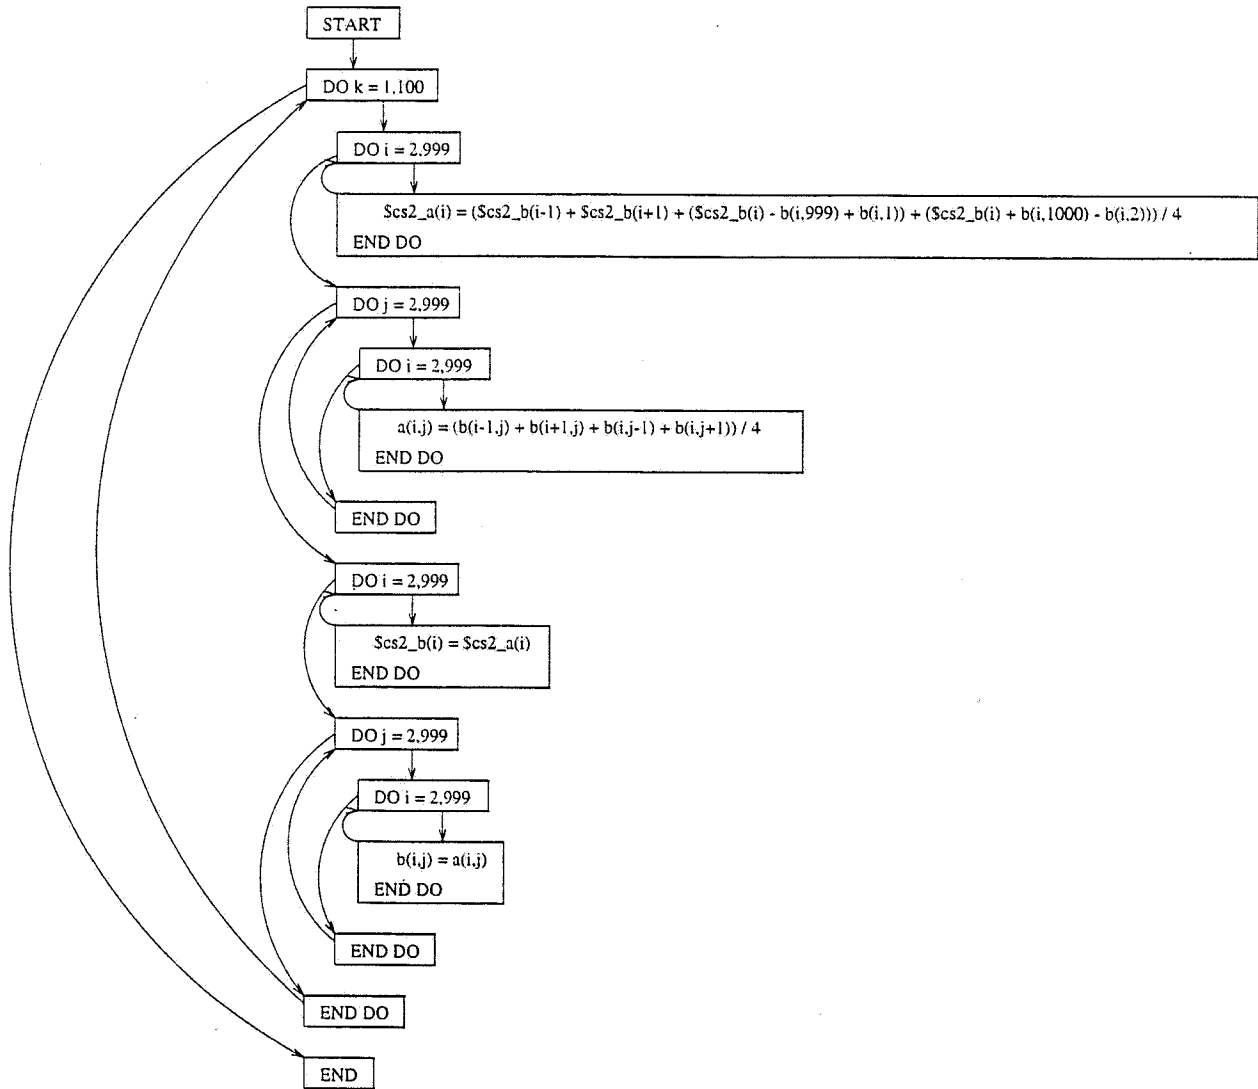 START
DO k = 1,100
DO i = 2,999
$cs2_a(i) = ($cs2_b(i-1) + $cs2_b(i+1) + ($cs2_b(i) - b(i,999) + b(i,1)) + ($cs2_b(i) + b(i,1000) - b(i,2))) / 4
END DO
DO j = 2,999
DO i = 2,999
a(i,j) = (b(i-1,j) + b(i+1,j) + b(i,j-1) + b(i,j+1)) / 4
END DO
END DO
DO i = 2,999
$cs2_b(i) = $cs2_a(i)
END DO
DO j = 2,999
DO i = 2,999
b(i,j) = a(i,j)
END DO
END DO
END DO
END